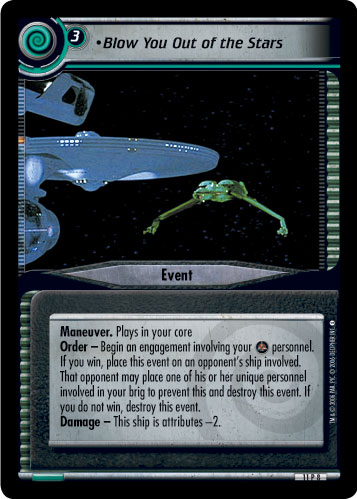 3
•Blow You Out of the Stars
Event
Maneuver. Plays in your core
Order – Begin an engagement involving your personnel.
If you win, place this event on an opponent's ship involved.
That opponent may place one of his or her unique personnel
involved in your brig to prevent this and destroy this event. If
you do not win, destroy this event.
Damage – This ship is attributes –2.
11 P 8